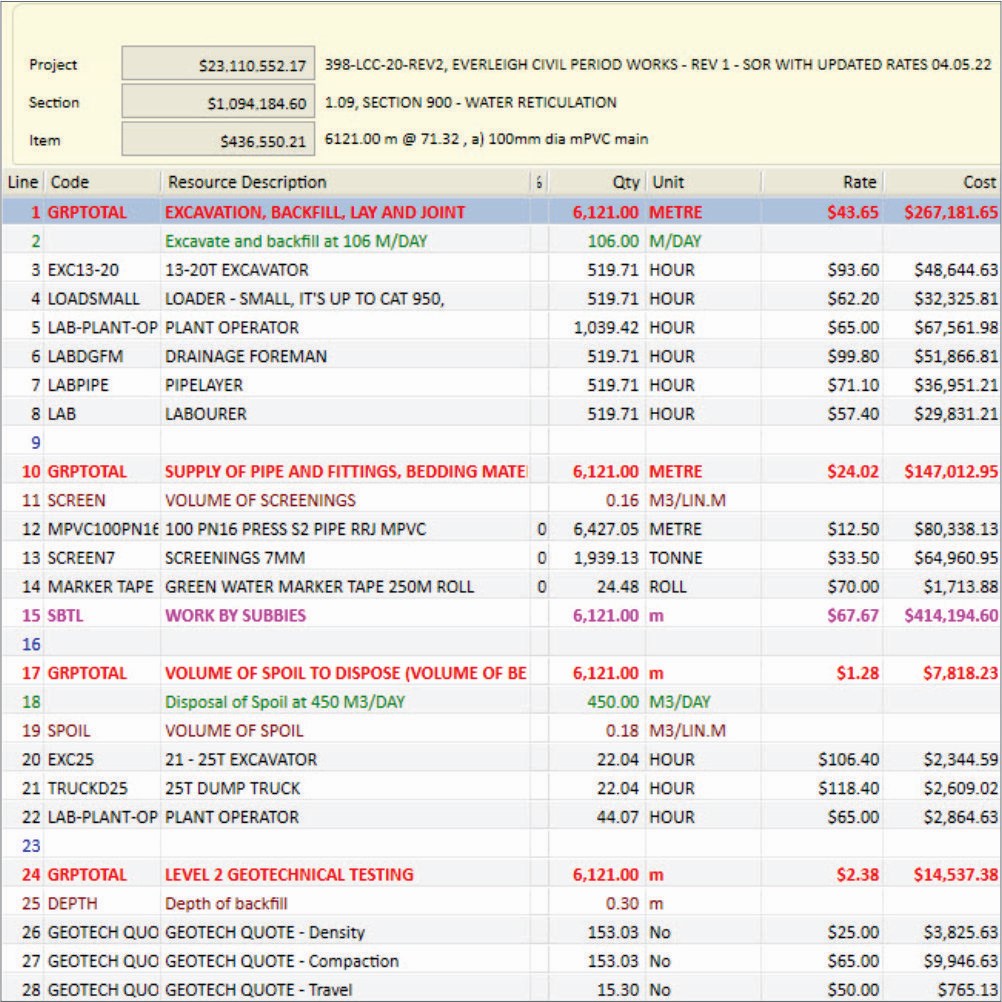 Project $23,110,552.17 398-LCC-20-REV2, EVERLEIGH CIVIL PERIOD WORKS - REV 1 - SOR WITH UPDATED RATES 04.05.22
Section $1,094,184.60 1.09, SECTION 900 - WATER RETICULATION
Item $436,550.21 6121.00 m @ 71.32 , a) 100mm dia mPVC main
Line Code Resource Description Qty Unit Rate Cost
1 GRPTOTAL EXCAVATION, BACKFILL, LAY AND JOINT 6,121.00 METRE $43.65 $267,181.65
2 Excavate and backfill at 106 M/DAY 106.00 M/DAY
3 EXC13-20 13-20T EXCAVATOR 519.71 HOUR $93.60 $48,644.63
4 LOADSMALL LOADER - SMALL, IT'S UP TO CAT 950, 519.71 HOUR $62.20 $32,325.81
5 LAB-PLANT-OP PLANT OPERATOR 1,039.42 HOUR $65.00 $67,561.98
6 LABDGFM DRAINAGE FOREMAN 519.71 HOUR $99.80 $51,866.81
7 LABPIPE PIPELAYER 519.71 HOUR $71.10 $36,951.21
8 LAB LABOURER 519.71 HOUR $57.40 $29,831.21
9
10 GRPTOTAL SUPPLY OF PIPE AND FITTINGS, BEDDING MATE 6,121.00 METRE $24.02 $147,012.95
11 SCREEN VOLUME OF SCREENINGS 0.16 M3/LIN.M
12 MPVC100PN16 100 PN16 PRESS S2 PIPE RRJ MPVC 0 6,427.05 METRE $12.50 $80,338.13
13 SCREEN7 SCREENINGS 7MM 0 1,939.13 TONNE $33.50 $64,960.95
14 MARKER TAPE GREEN WATER MARKER TAPE 250M ROLL 0 24.48 ROLL $70.00 $1,713.88
15 SBTL WORK BY SUBBIES 6,121.00 m $67.67 $414,194.60
16
17 GRPTOTAL VOLUME OF SPOIL TO DISPOSE (VOLUME OF BE 6,121.00 m $1.28 $7,818.23
18 Disposal of Spoil at 450 M3/DAY 450.00 M3/DAY
19 SPOIL VOLUME OF SPOIL 0.18 M3/LIN.M
20 EXC25 21 - 25T EXCAVATOR 22.04 HOUR $106.40 $2,344.59
21 TRUCKD25 25T DUMP TRUCK 22.04 HOUR $118.40 $2,609.02
22 LAB-PLANT-OP PLANT OPERATOR 44.07 HOUR $65.00 $2,864.63
23
24 GRPTOTAL LEVEL 2 GEOTECHNICAL TESTING 6,121.00 m $2.38 $14,537.38
25 DEPTH Depth of backfill 0.30 m
26 GEOTECH QUO GEOTECH QUOTE - Density 153.03 No $25.00 $3,825.63
27 GEOTECH QUO GEOTECH QUOTE - Compaction 153.03 No $65.00 $9,946.63
28 GEOTECH QUO GEOTECH QUOTE - Travel 15.30 No $50.00 $765.13